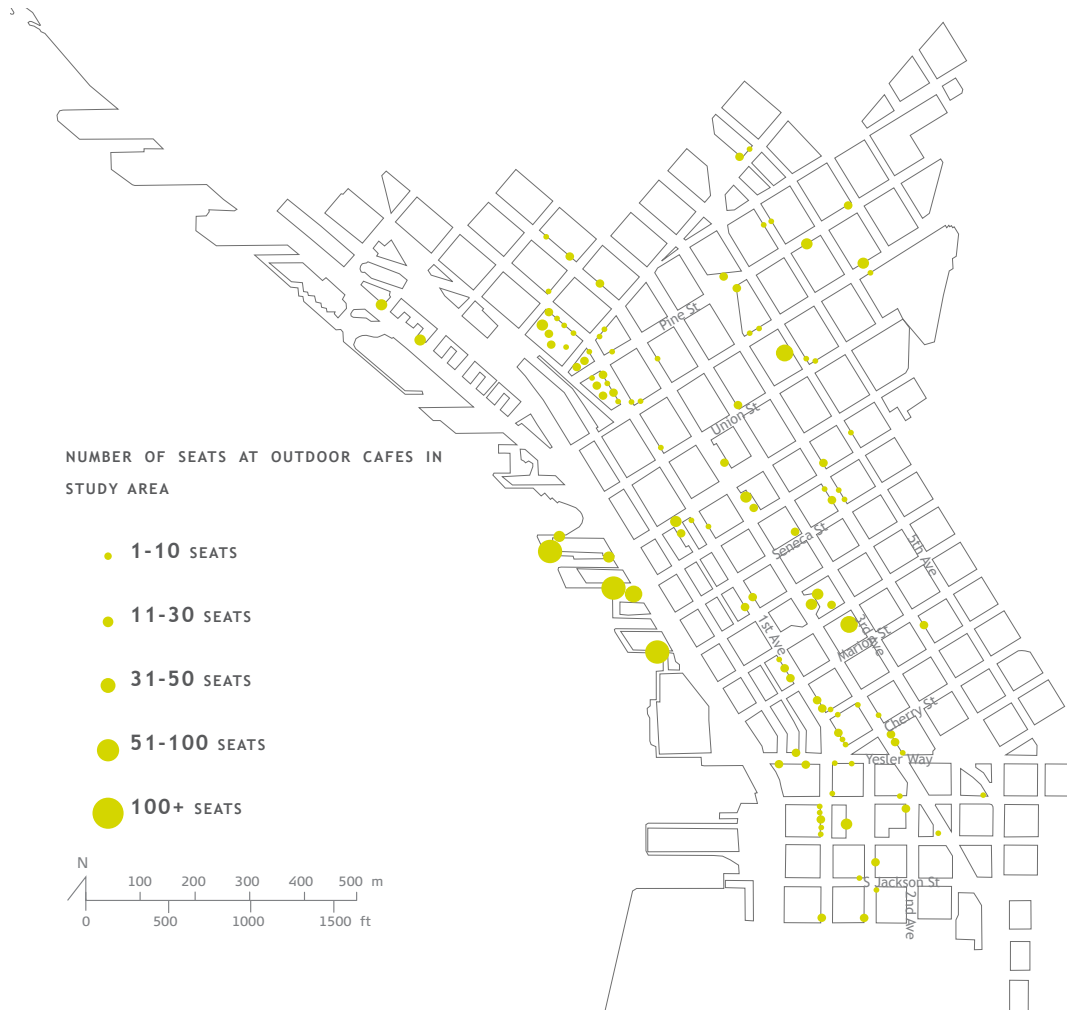 Pine St
Union St
NUMBER OF SEATS AT OUTDOOR CAFES IN
STUDY AREA
1-10 SEATS
11-30 SEATS
31-50 SEATS
51-100 SEATS
100+ SEATS
Seneca St
5th Ave
1st Ave
3rd Ave
Marion St
Cherry St
Yesler Way
S Jackson St
2nd Ave
N
100 200 300 400 500 m
0 500 1000 1500 ft